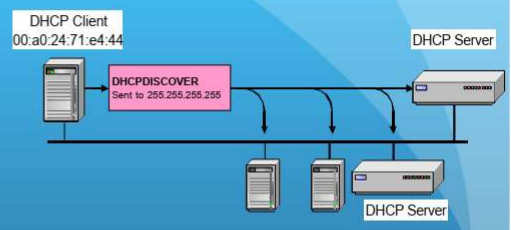 DHCP Client
00:a0:24:71:e4:44
DHCP Server
DHCPDISCOVER
Sent to 255.255.255.255
DHCP Server